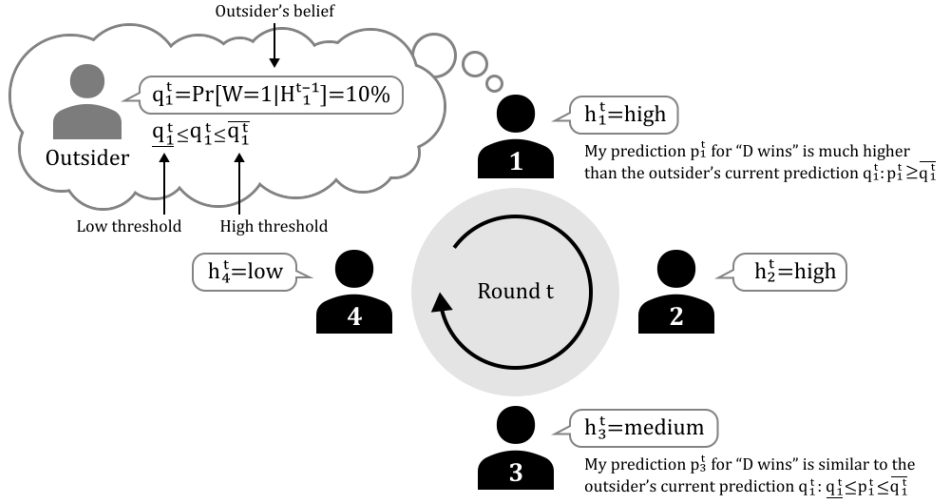 Outsider's belief
q₁ᵗ=Pr[W=1|H₁ᵗ⁻¹]=10%
q̲₁ᵗ≤q₁ᵗ≤q̅₁ᵗ
Outsider
Low threshold
High threshold
h₁ᵗ=high
1
My prediction p₁ᵗ for “D wins” is much higher
than the outsider's current prediction q₁ᵗ: p₁ᵗ≥q̅₁ᵗ
h₄ᵗ=low
4
Round t
h₂ᵗ=high
2
h₃ᵗ=medium
3
My prediction p₃ᵗ for “D wins” is similar to the
outsider's current prediction q₁ᵗ: q̲₁ᵗ≤p₁ᵗ≤q̅₁ᵗ